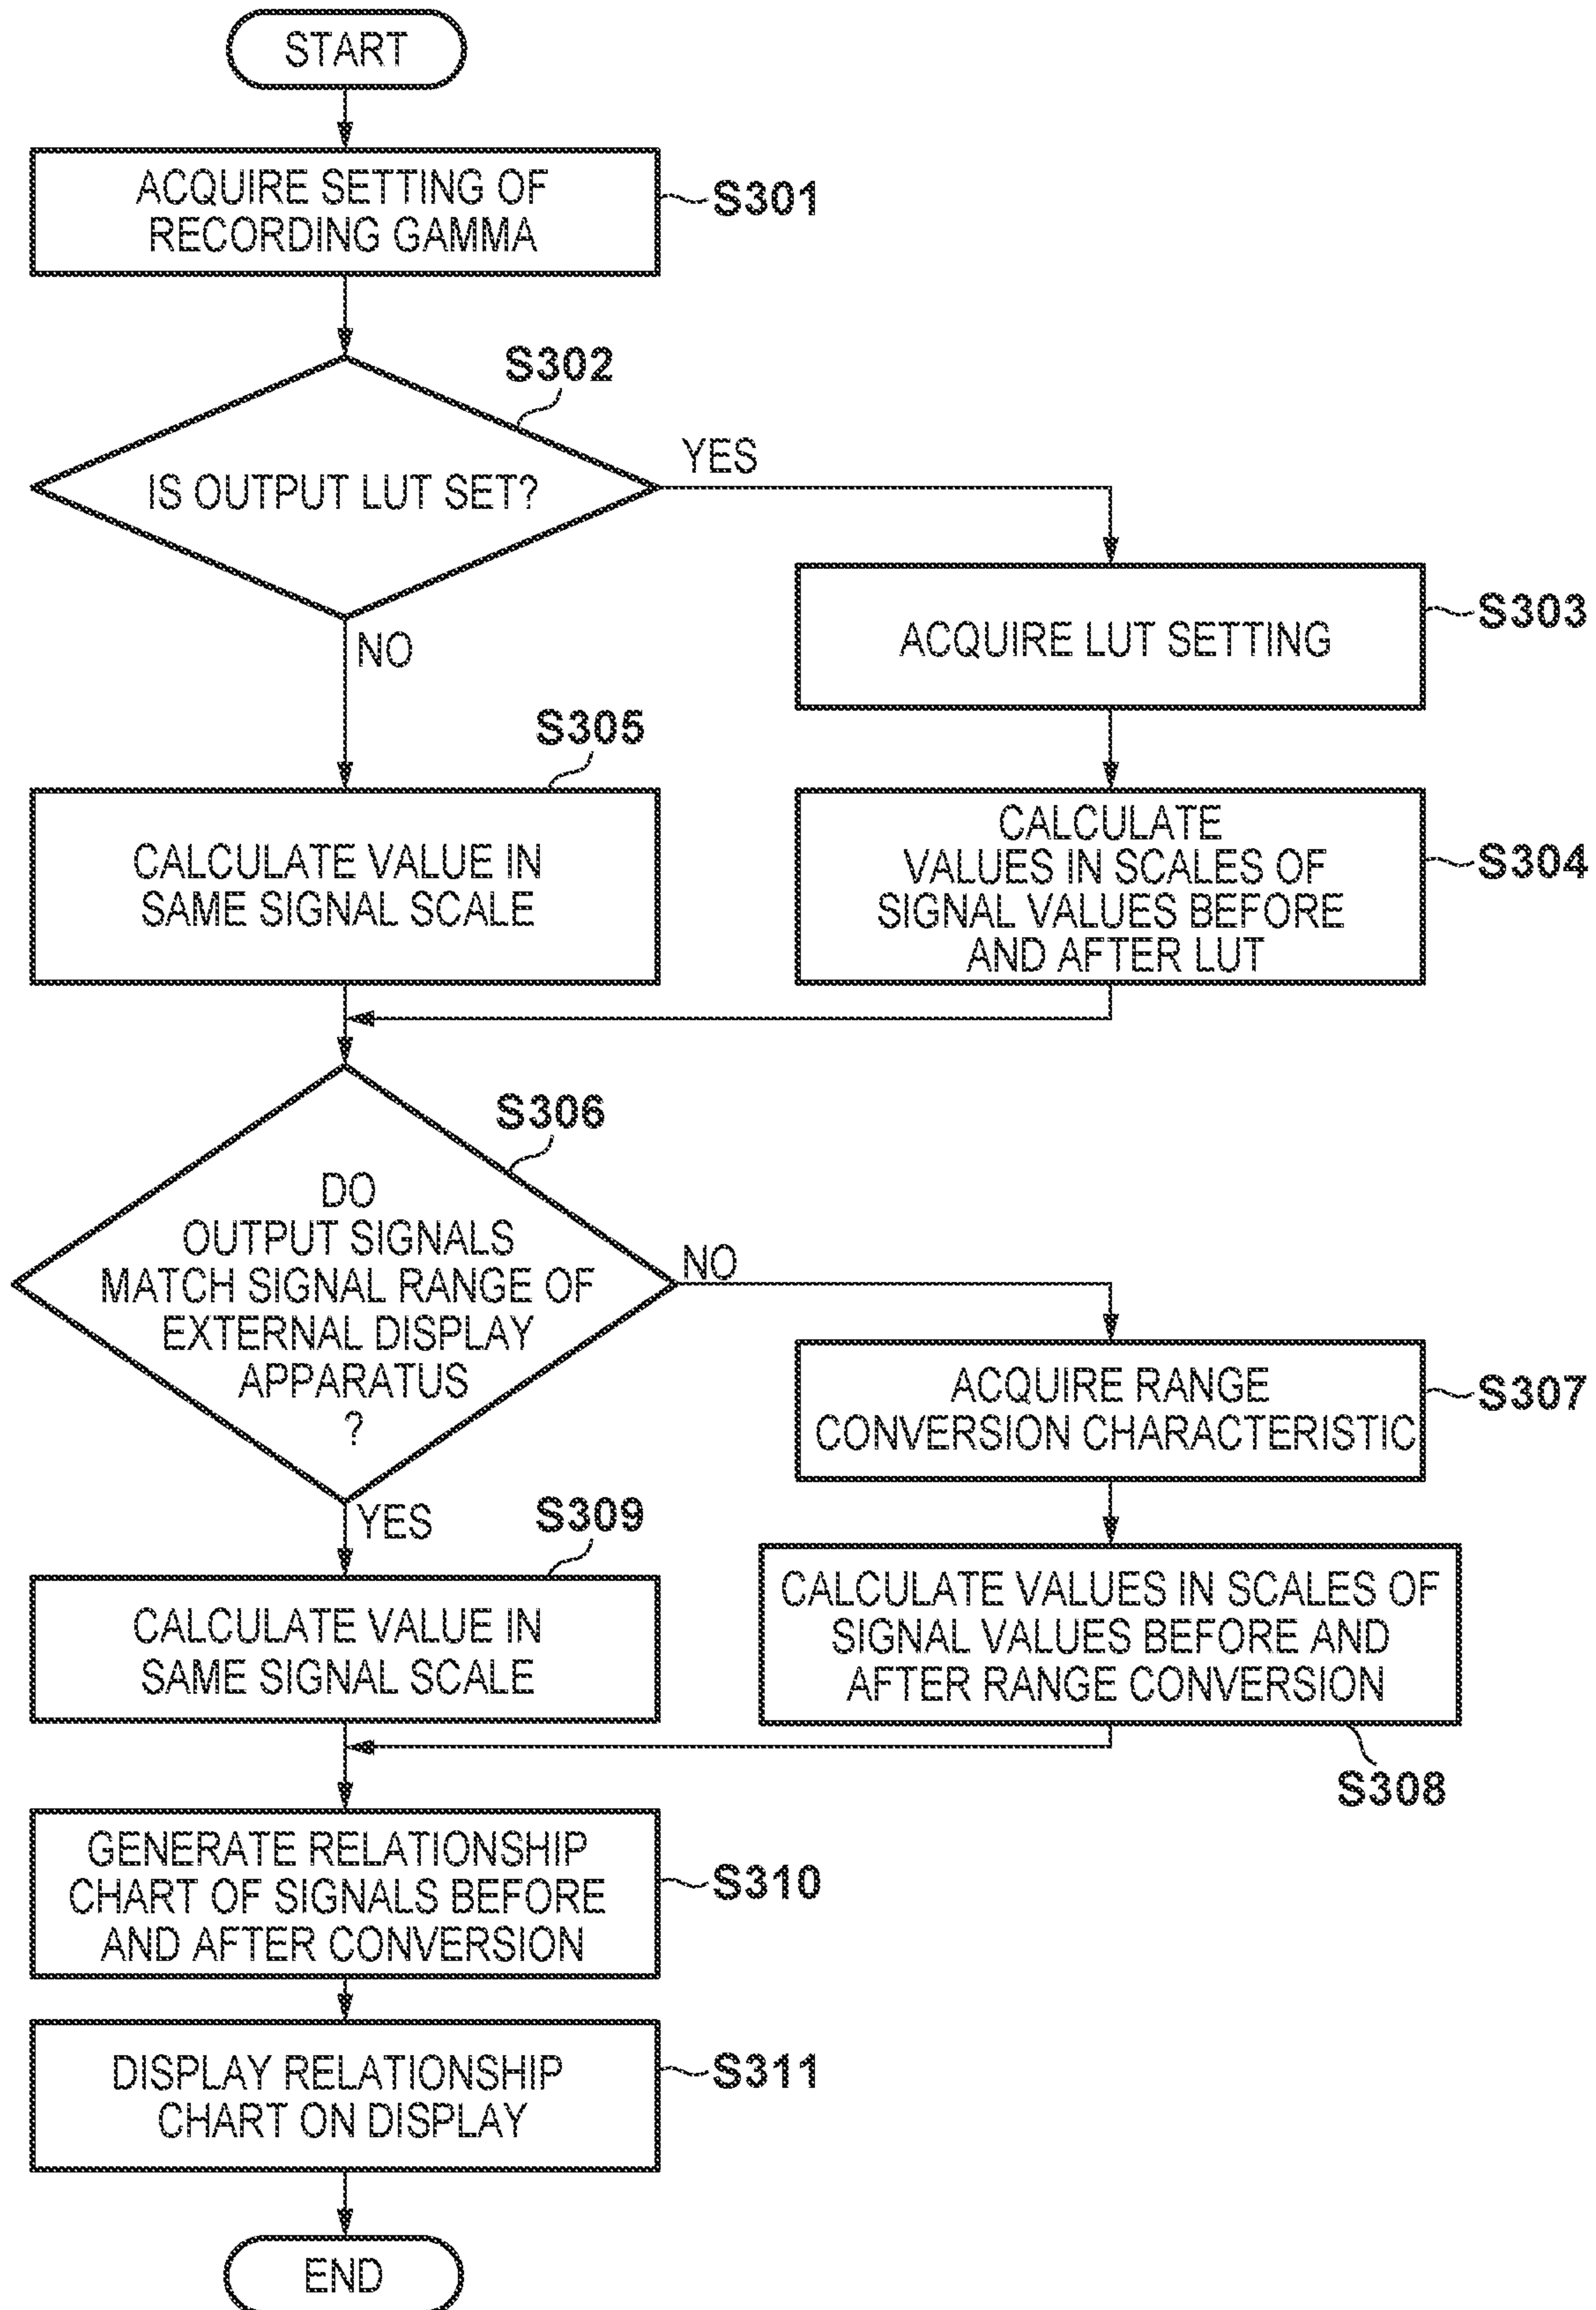 START
ACQUIRE SETTING OF
RECORDING GAMMA
S301
S302
IS OUTPUT LUT SET?
YES
NO
ACQUIRE LUT SETTING
S303
S305
CALCULATE VALUE IN
SAME SIGNAL SCALE
CALCULATE
VALUES IN SCALES OF
SIGNAL VALUES BEFORE
AND AFTER LUT
S304
S306
DO
OUTPUT SIGNALS
MATCH SIGNAL RANGE OF
EXTERNAL DISPLAY
APPARATUS
?
NO
YES
ACQUIRE RANGE
CONVERSION CHARACTERISTIC
S307
S309
CALCULATE VALUE IN
SAME SIGNAL SCALE
CALCULATE VALUES IN SCALES OF
SIGNAL VALUES BEFORE AND
AFTER RANGE CONVERSION
S308
GENERATE RELATIONSHIP
CHART OF SIGNALS BEFORE
AND AFTER CONVERSION
S310
DISPLAY RELATIONSHIP
CHART ON DISPLAY
S311
END